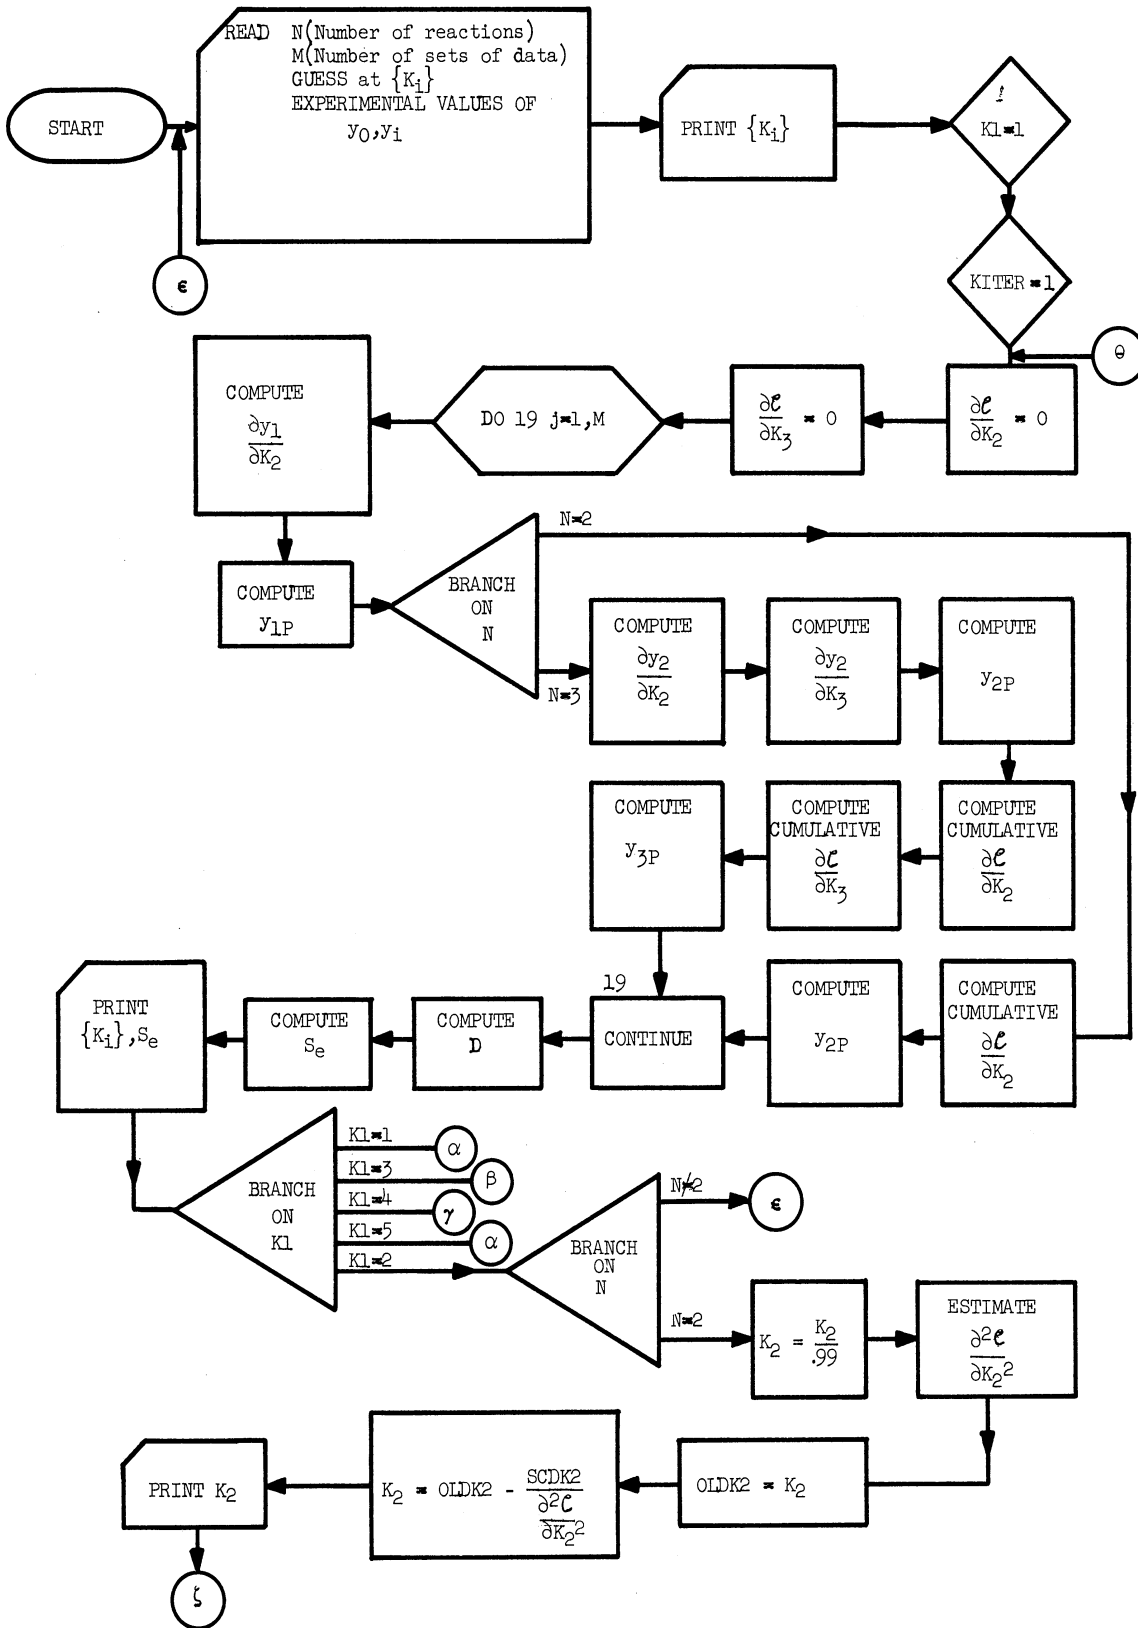 START
READ N(Number of reactions)
M(Number of sets of data)
GUESS at {Ki}
EXPERIMENTAL VALUES OF
y0,yi
ϵ
PRINT {Ki}
1
K1=1
KITER=1
θ
∂𝓔/∂K2 = 0
∂𝓔/∂K3 = 0
DO 19 j=1,M
COMPUTE
∂y1/∂K2
COMPUTE
y1P
BRANCH
ON
N
N=2
N=3
COMPUTE
∂y2/∂K2
COMPUTE
∂y2/∂K3
COMPUTE
y2P
COMPUTE
CUMULATIVE
∂𝓔/∂K2
COMPUTE
CUMULATIVE
∂𝓔/∂K3
COMPUTE
y3P
COMPUTE
CUMULATIVE
∂𝓔/∂K2
COMPUTE
y2P
19
CONTINUE
COMPUTE
D
COMPUTE
Se
PRINT
{Ki},Se
BRANCH
ON
K1
K1=1
α
K1=3
β
K1=4
γ
K1=5
α
K1=2
BRANCH
ON
N
N≠2
ϵ
N=2
K2 = K2/.99
ESTIMATE
∂²𝓔/∂K2²
OLDK2 = K2
K2 = OLDK2 - SCDK2/(∂²𝓔/∂K2²)
PRINT K2
ζ